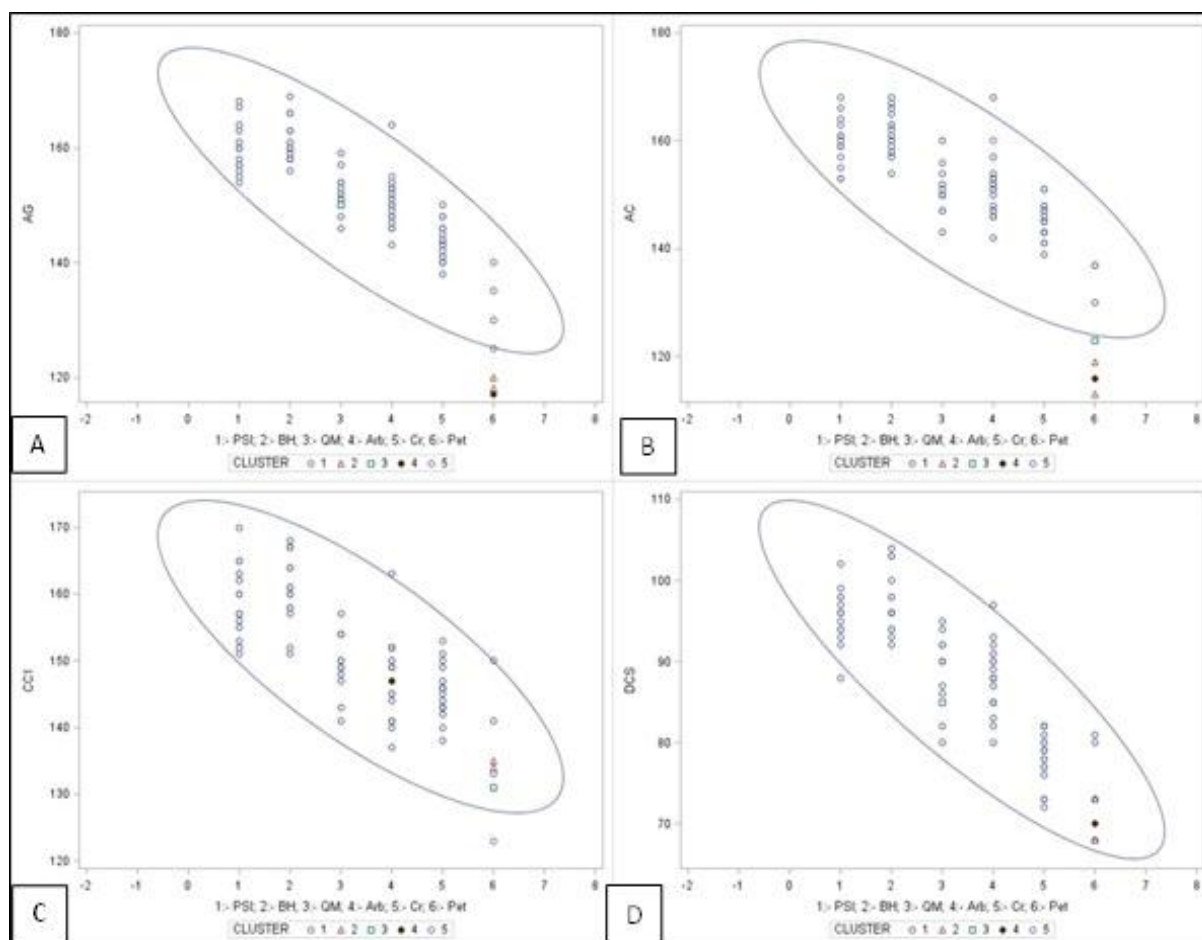 180
160
AG
140
120
-2 -1 0 1 2 3 4 5 6 7 8
1:- PSI; 2:- BH; 3:- QM; 4:- Arb; 5:- Cr; 6:- Pet
CLUSTER 1 2 3 4 5
A
180
160
AC
140
120
-2 -1 0 1 2 3 4 5 6 7 8
1:- PSI; 2:- BH; 3:- QM; 4:- Arb; 5:- Cr; 6:- Pet
CLUSTER 1 2 3 4 5
B
170
160
CC1
150
140
130
120
-2 -1 0 1 2 3 4 5 6 7 8
1:- PSI; 2:- BH; 3:- QM; 4:- Arb; 5:- Cr; 6:- Pet
CLUSTER 1 2 3 4 5
C
110
100
90
DCS
80
70
-2 -1 0 1 2 3 4 5 6 7 8
1:- PSI; 2:- BH; 3:- QM; 4:- Arb; 5:- Cr; 6:- Pet
CLUSTER 1 2 3 4 5
D